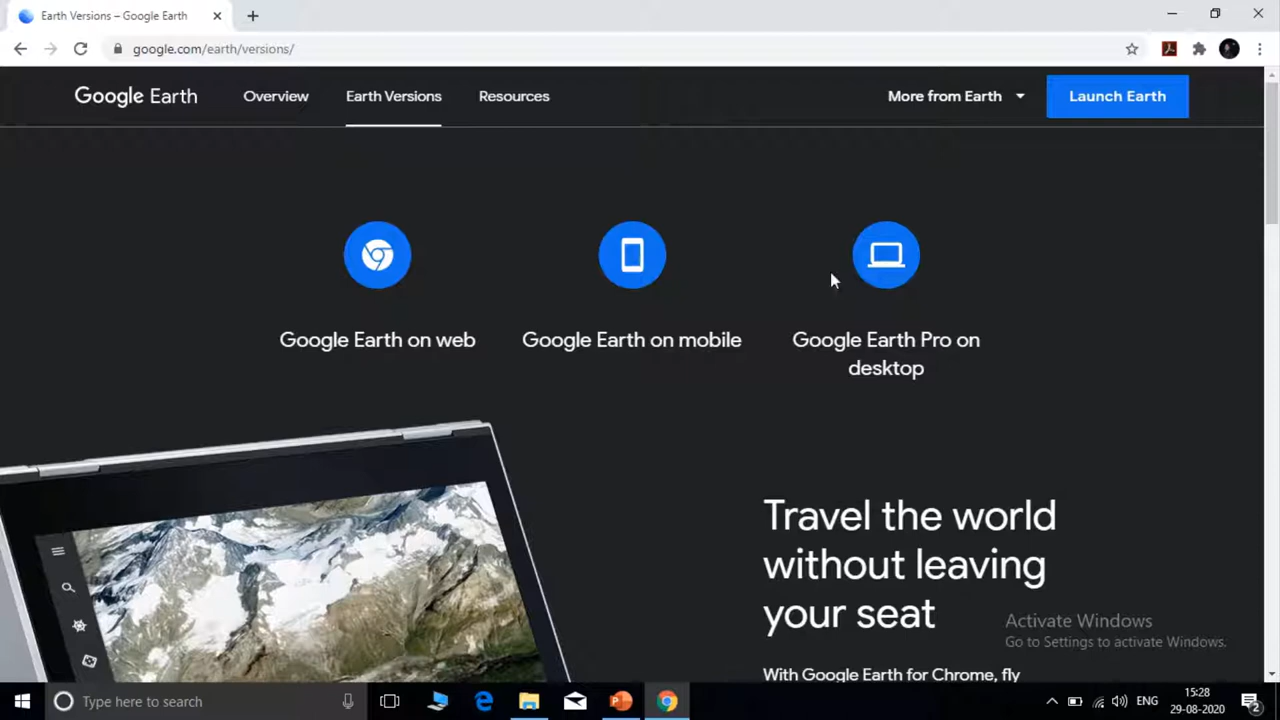 Earth Versions – Google Earth
google.com/earth/versions/
Google Earth
Overview
Earth Versions
Resources
More from Earth
Launch Earth
Google Earth on web
Google Earth on mobile
Google Earth Pro on
desktop
Travel the world
without leaving
your seat
With Google Earth for Chrome, fly
Activate Windows
Go to Settings to activate Windows.
Type here to search
ENG
15:28
29-08-2020
2